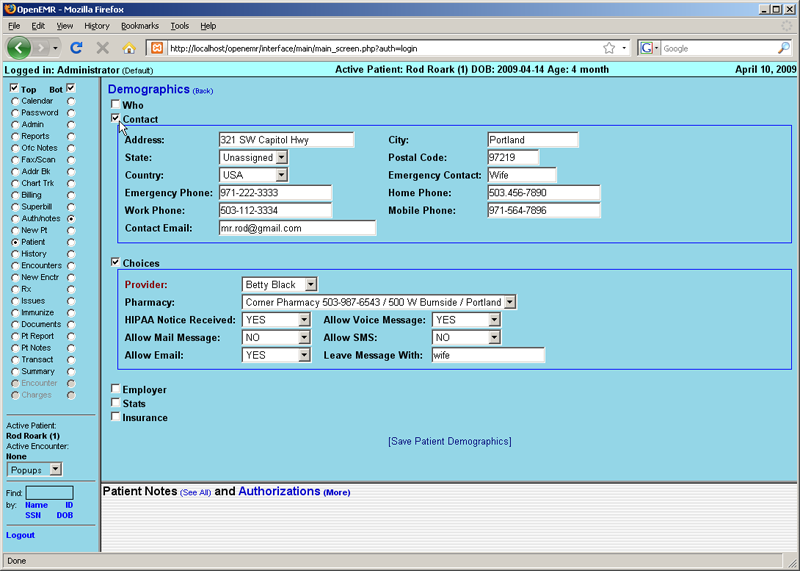 OpenEMR - Mozilla Firefox
File Edit View History Bookmarks Tools Help
http://localhost/openemr/interface/main/main_screen.php?auth=login
Google
Logged in: Administrator (Default) Active Patient: Rod Roark (1) DOB: 2009-04-14 Age: 4 month April 10, 2009
Top Bot
Calendar
Password
Admin
Reports
Ofc Notes
Fax/Scan
Addr Bk
Chart Trk
Billing
Superbill
Auth/notes
New Pt
Patient
History
Encounters
New Enctr
Rx
Issues
Immunize
Documents
Pt Report
Pt Notes
Transact
Summary
Encounter
Charges
Active Patient:
Rod Roark (1)
Active Encounter:
None
Popups
Find:
by: Name ID
SSN DOB
Logout
Demographics (Back)
Who
Contact
Address: 321 SW Capitol Hwy City: Portland
State: Unassigned Postal Code: 97219
Country: USA Emergency Contact: Wife
Emergency Phone: 971-222-3333 Home Phone: 503.456-7890
Work Phone: 503-112-3334 Mobile Phone: 971-564-7896
Contact Email: mr.rod@gmail.com
Choices
Provider: Betty Black
Pharmacy: Corner Pharmacy 503-987-6543 / 500 W Burnside / Portland
HIPAA Notice Received: YES Allow Voice Message: YES
Allow Mail Message: NO Allow SMS: NO
Allow Email: YES Leave Message With: wife
Employer
Stats
Insurance
[Save Patient Demographics]
Patient Notes (See All) and Authorizations (More)
Done